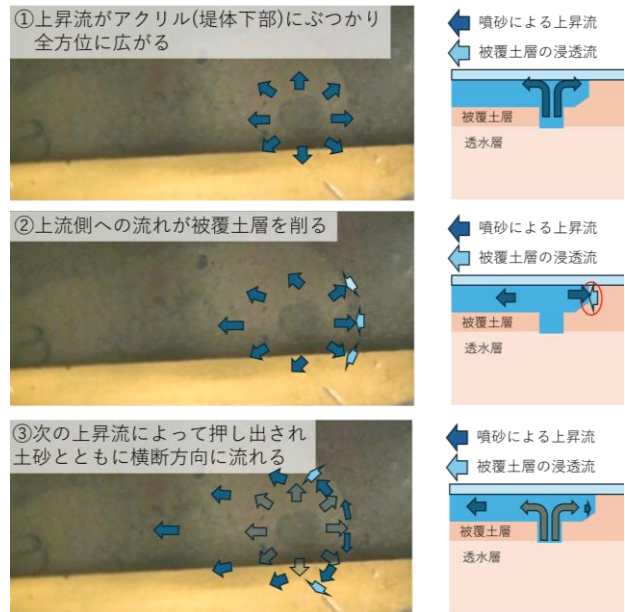 ①上昇流がアクリル(堤体下部)にぶつかり
全方位に広がる
噴砂による上昇流
被覆土層の浸透流
被覆土層
透水層
②上流側への流れが被覆土層を削る
噴砂による上昇流
被覆土層の浸透流
被覆土層
透水層
③次の上昇流によって押し出され
土砂とともに横断方向に流れる
噴砂による上昇流
被覆土層の浸透流
被覆土層
透水層